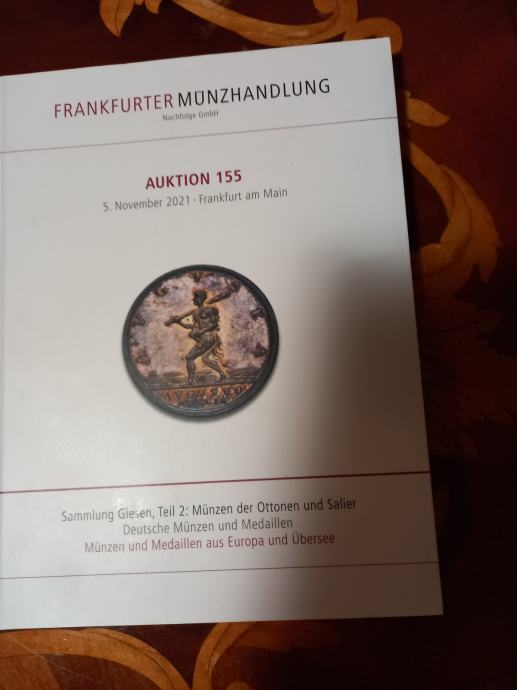 FRANKFURTER MÜNZHANDLUNG
Nachfolge GmbH
AUKTION 155
5. November 2021 · Frankfurt am Main
Sammlung Giesen, Teil 2: Münzen der Ottonen und Salier
Deutsche Münzen und Medaillen
Münzen und Medaillen aus Europa und Übersee